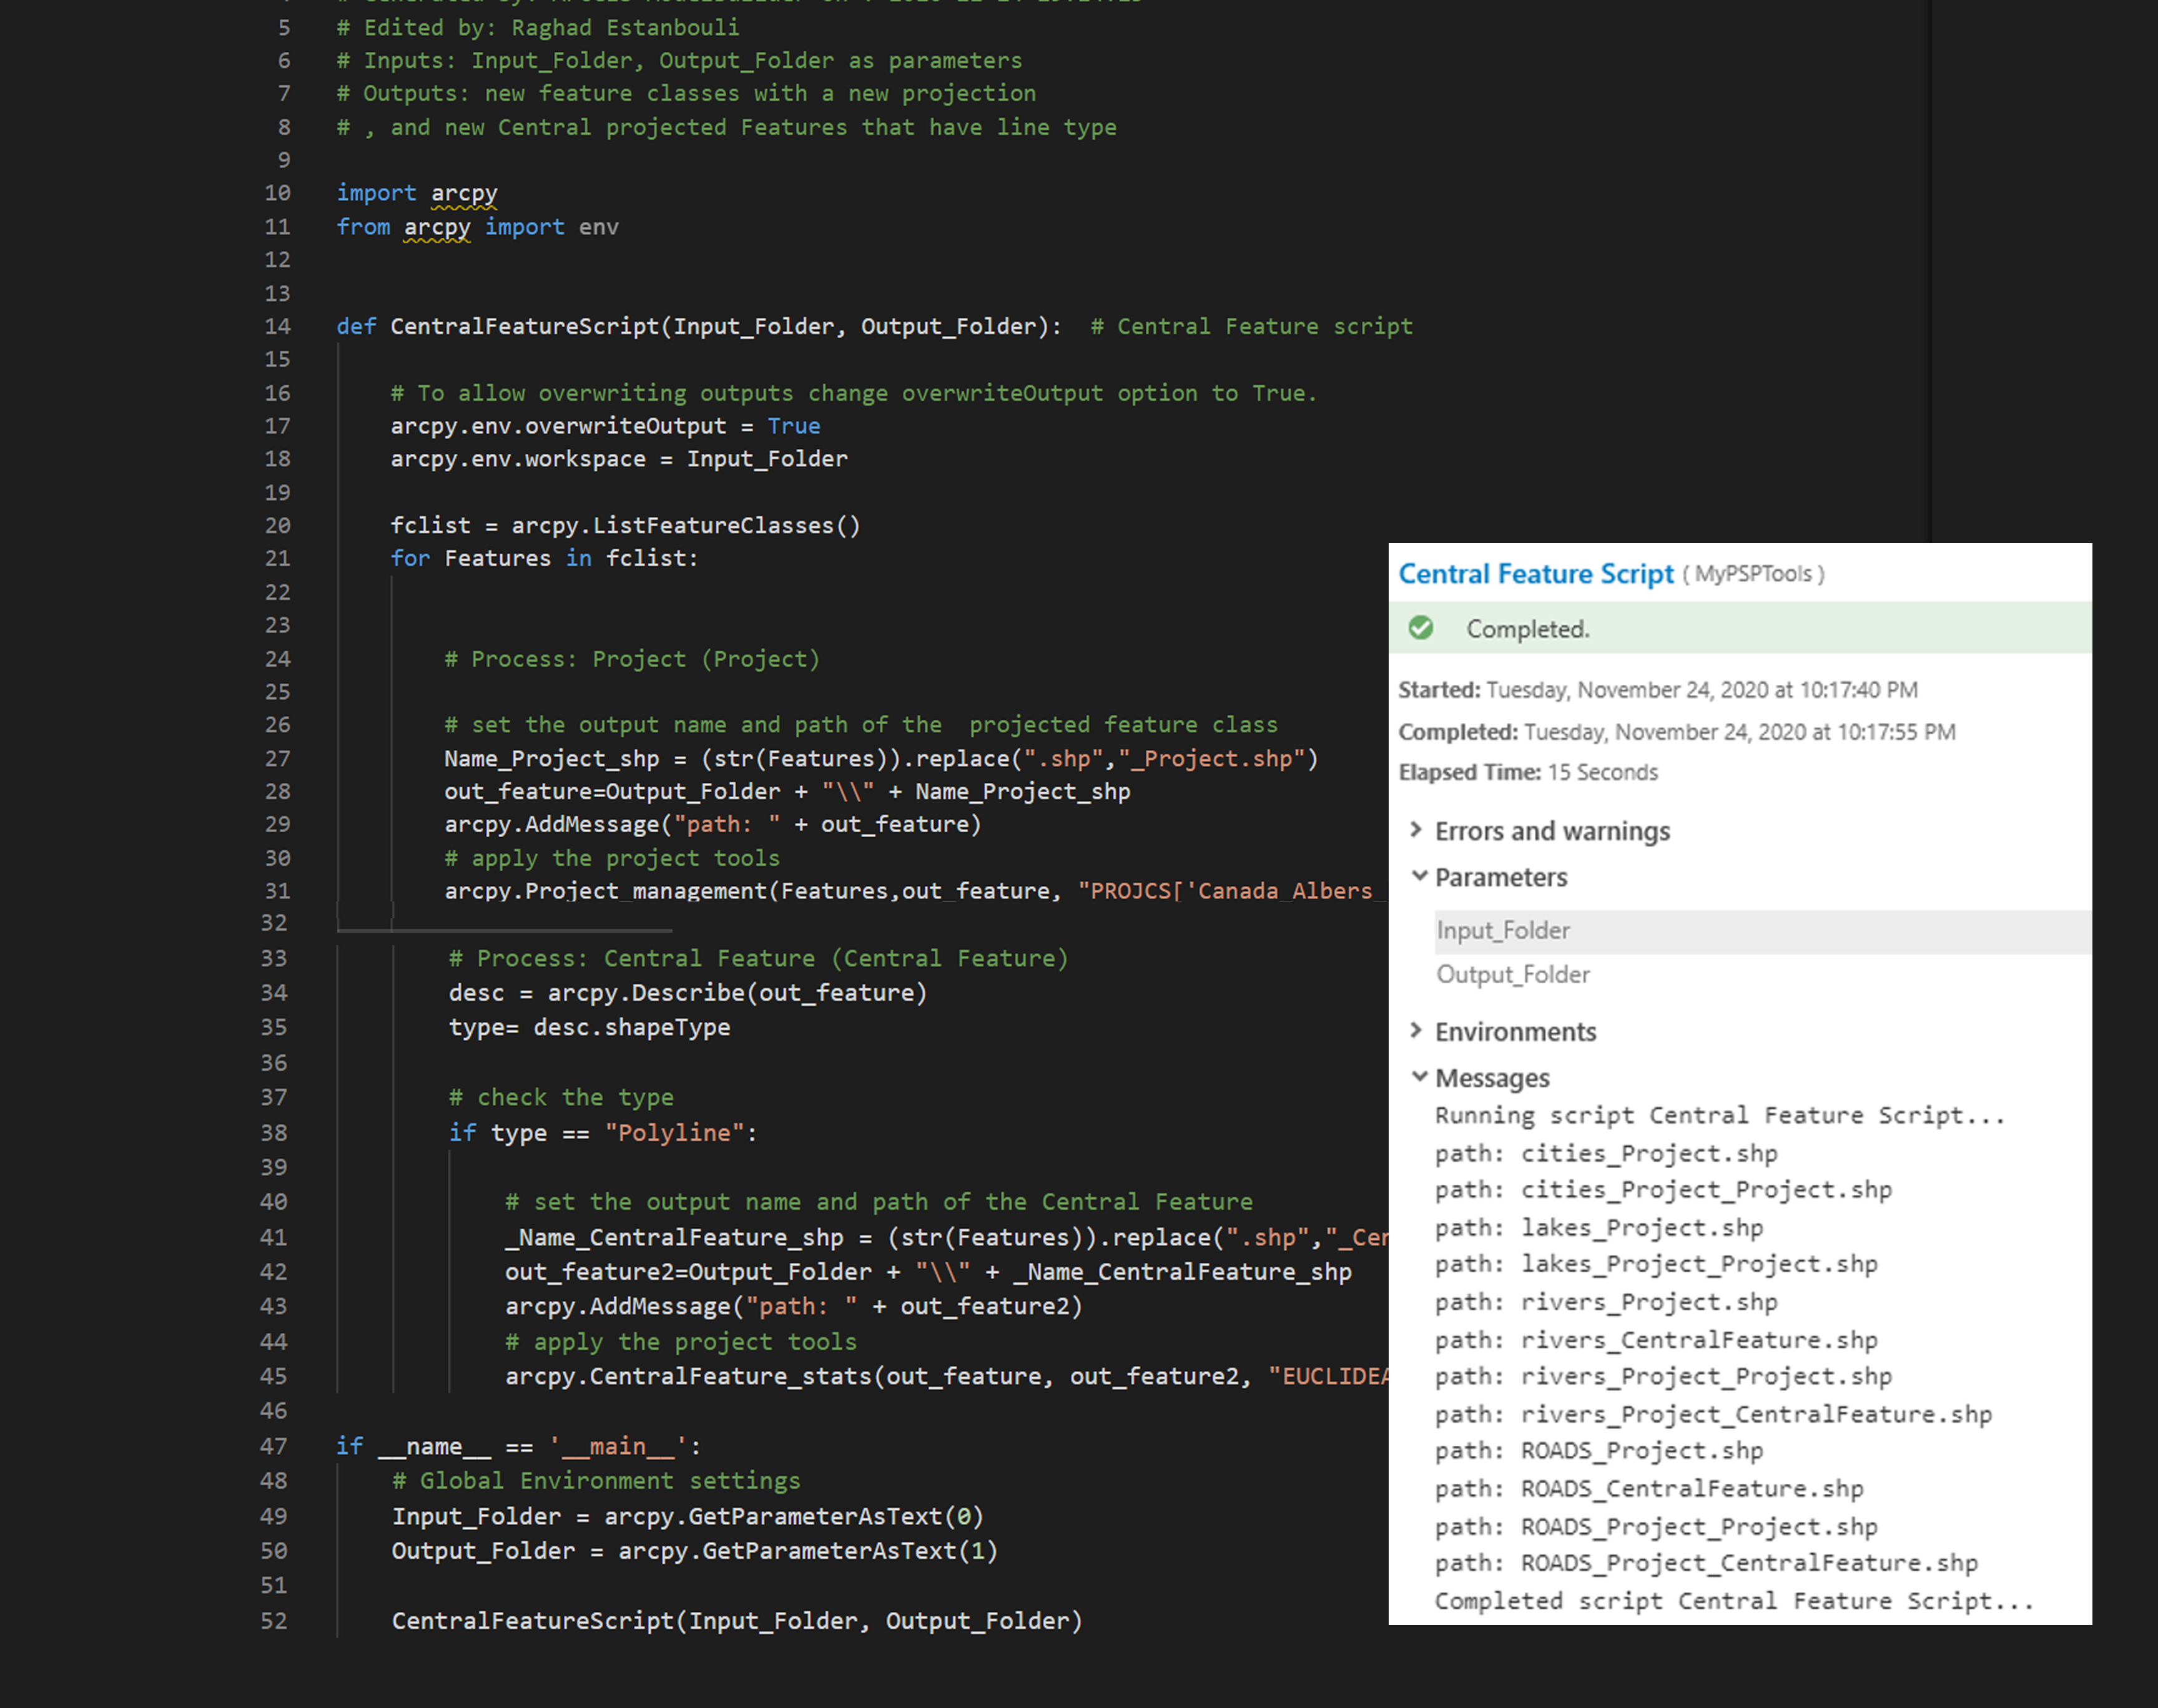 5 # Edited by: Raghad Estanbouli
6 # Inputs: Input_Folder, Output_Folder as parameters
7 # Outputs: new feature classes with a new projection
8 # , and new Central projected Features that have line type
9
10 import arcpy
11 from arcpy import env
12
13
14 def CentralFeatureScript(Input_Folder, Output_Folder):  # Central Feature script
15
16 # To allow overwriting outputs change overwriteOutput option to True.
17 arcpy.env.overwriteOutput = True
18 arcpy.env.workspace = Input_Folder
19
20 fclist = arcpy.ListFeatureClasses()
21 for Features in fclist:
22
23
24 # Process: Project (Project)
25
26 # set the output name and path of the  projected feature class
27 Name_Project_shp = (str(Features)).replace(".shp","_Project.shp")
28 out_feature=Output_Folder + "\\" + Name_Project_shp
29 arcpy.AddMessage("path: " + out_feature)
30 # apply the project tools
31 arcpy.Project_management(Features,out_feature, "PROJCS['Canada_Albers_
32
33 # Process: Central Feature (Central Feature)
34 desc = arcpy.Describe(out_feature)
35 type= desc.shapeType
36
37 # check the type
38 if type == "Polyline":
39
40 # set the output name and path of the Central Feature
41 _Name_CentralFeature_shp = (str(Features)).replace(".shp","_Cen
42 out_feature2=Output_Folder + "\\" + _Name_CentralFeature_shp
43 arcpy.AddMessage("path: " + out_feature2)
44 # apply the project tools
45 arcpy.CentralFeature_stats(out_feature, out_feature2, "EUCLIDEA
46
47 if __name__ == '__main__':
48 # Global Environment settings
49 Input_Folder = arcpy.GetParameterAsText(0)
50 Output_Folder = arcpy.GetParameterAsText(1)
51
52 CentralFeatureScript(Input_Folder, Output_Folder)
Central Feature Script ( MyPSPTools )
Completed.
Started: Tuesday, November 24, 2020 at 10:17:40 PM
Completed: Tuesday, November 24, 2020 at 10:17:55 PM
Elapsed Time: 15 Seconds
Errors and warnings
Parameters
Input_Folder
Output_Folder
Environments
Messages
Running script Central Feature Script...
path: cities_Project.shp
path: cities_Project_Project.shp
path: lakes_Project.shp
path: lakes_Project_Project.shp
path: rivers_Project.shp
path: rivers_CentralFeature.shp
path: rivers_Project_Project.shp
path: rivers_Project_CentralFeature.shp
path: ROADS_Project.shp
path: ROADS_CentralFeature.shp
path: ROADS_Project_Project.shp
path: ROADS_Project_CentralFeature.shp
Completed script Central Feature Script...